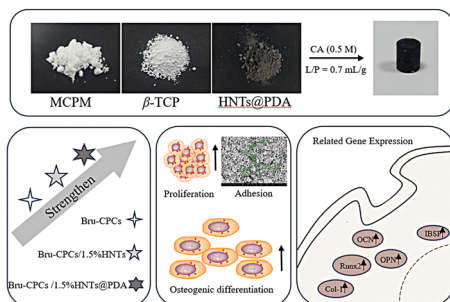 MCPM
β-TCP
HNTs@PDA
CA (0.5 M)
L/P = 0.7 mL/g
Strengthen
Bru-CPCs
Bru-CPCs/1.5%HNTs
Bru-CPCs /1.5%HNTs@PDA
Proliferation
Adhesion
Osteogenic differentiation
Related Gene Expression
OCN
IBSP
Runx2
OPN
Col-1